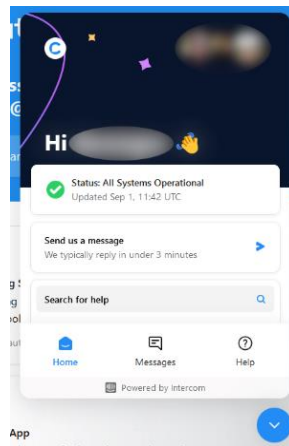 Hi 👋
Status: All Systems Operational
Updated Sep 1, 11:42 UTC
Send us a message
We typically reply in under 3 minutes
Search for help
Home
Messages
Help
Powered by Intercom
App